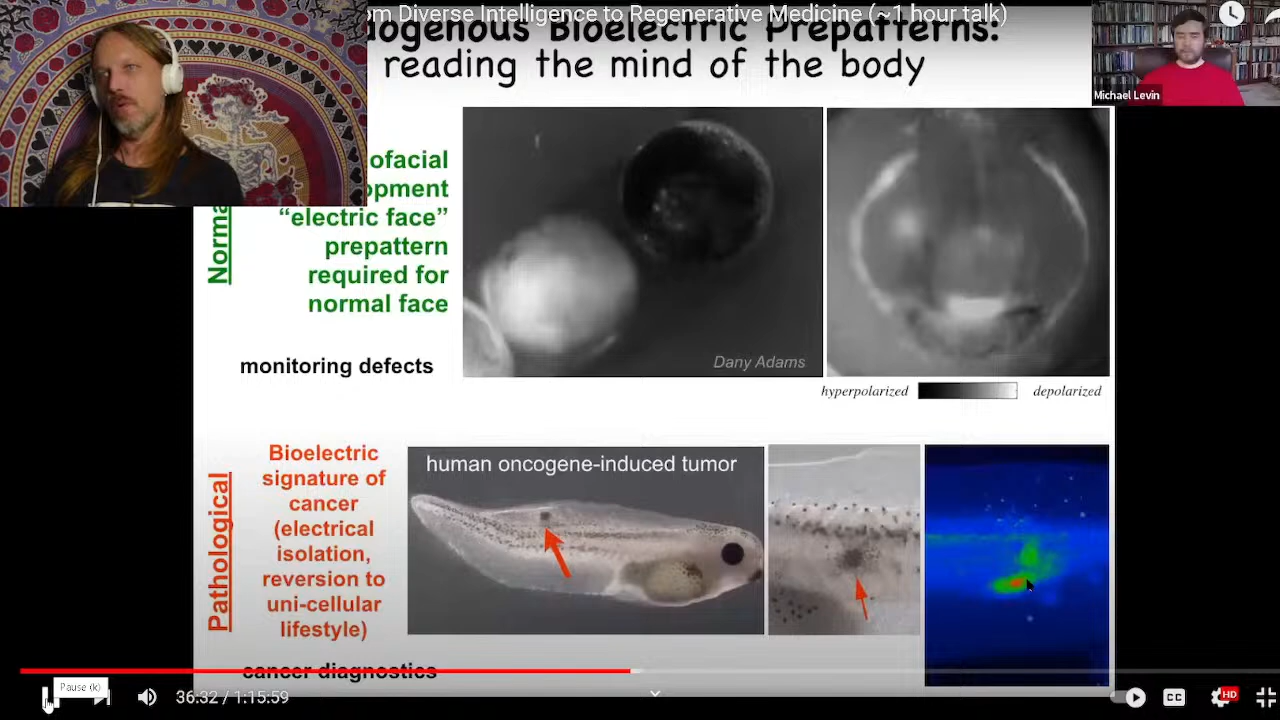 om Diverse Intelligence to Regenerative Medicine (~1 hour talk)
dogenous Bioelectric Prepatterns:
reading the mind of the body
Michael Levin
Norma
ofacial
opment
“electric face”
prepattern
required for
normal face
monitoring defects
Dany Adams
hyperpolarized
depolarized
Pathological
Bioelectric
signature of
cancer
(electrical
isolation,
reversion to
uni-cellular
lifestyle)
human oncogene-induced tumor
cancer diagnostics
Pause (k)
36:32 / 1:15:59
CC
HD